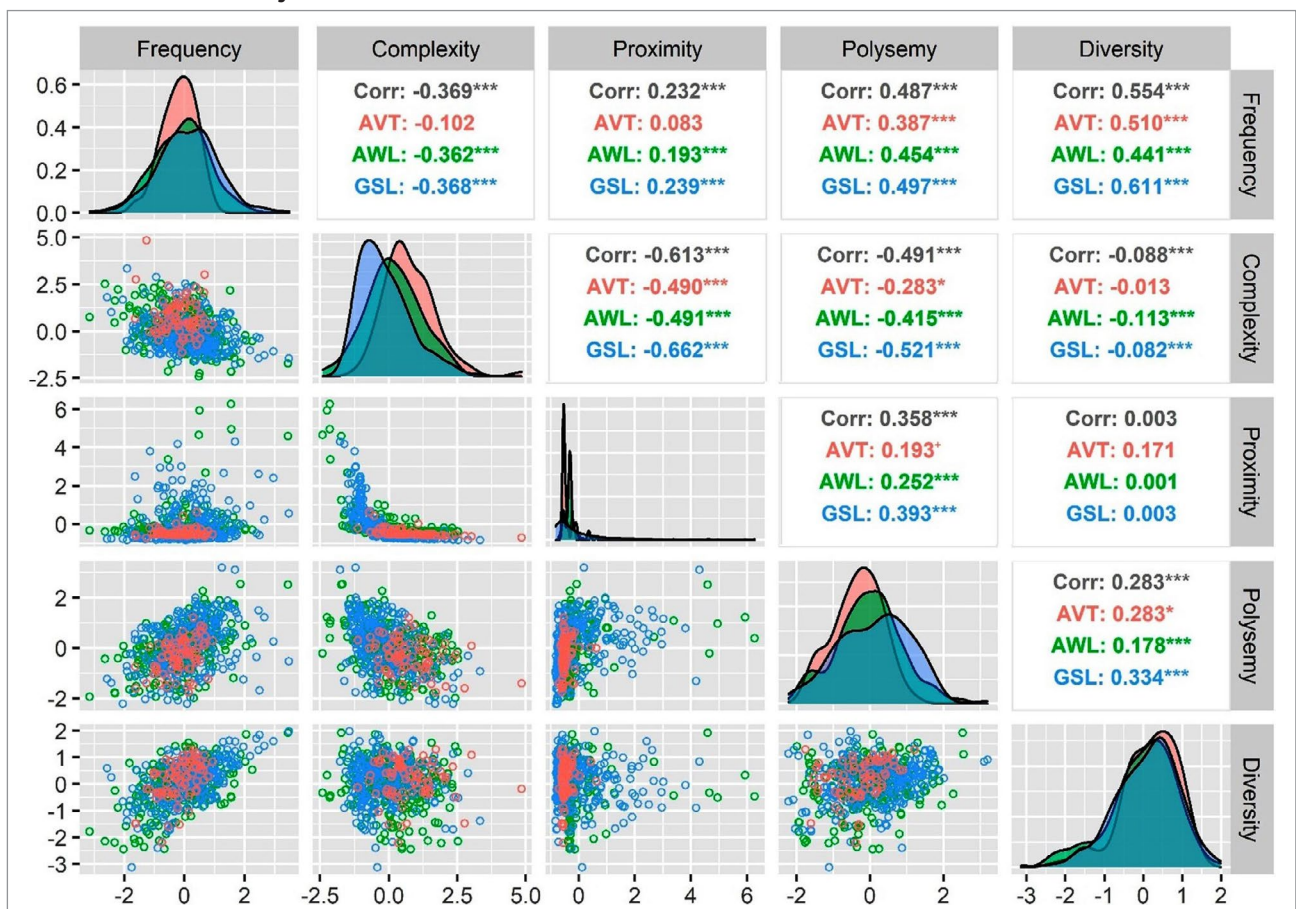 Frequency Complexity Proximity Polysemy Diversity
0.6
0.4
0.2
0.0
Corr: -0.369***
AVT: -0.102
AWL: -0.362***
GSL: -0.368***
Corr: 0.232***
AVT: 0.083
AWL: 0.193***
GSL: 0.239***
Corr: 0.487***
AVT: 0.387***
AWL: 0.454***
GSL: 0.497***
Corr: 0.554***
AVT: 0.510***
AWL: 0.441***
GSL: 0.611***
Frequency
5.0
2.5
0.0
-2.5
Corr: -0.613***
AVT: -0.490***
AWL: -0.491***
GSL: -0.662***
Corr: -0.491***
AVT: -0.283*
AWL: -0.415***
GSL: -0.521***
Corr: -0.088***
AVT: -0.013
AWL: -0.113***
GSL: -0.082***
Complexity
6
4
2
0
Corr: 0.358***
AVT: 0.193+
AWL: 0.252***
GSL: 0.393***
Corr: 0.003
AVT: 0.171
AWL: 0.001
GSL: 0.003
Proximity
2
0
-2
Corr: 0.283***
AVT: 0.283*
AWL: 0.178***
GSL: 0.334***
Polysemy
2
1
0
-1
-2
-3
Diversity
-2 0 2 -2.5 0.0 2.5 5.0 0 2 4 6 -2 0 2 -3 -2 -1 0 1 2